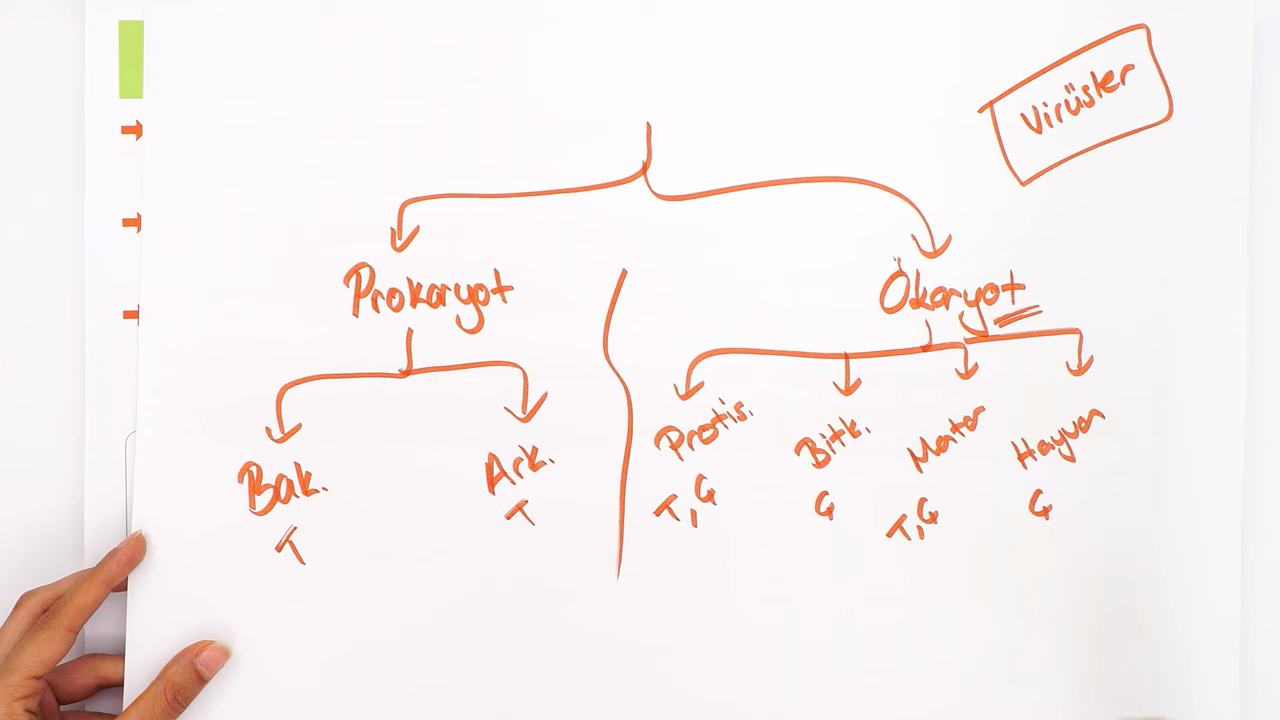 Virüsler
Prokaryot
Ökaryot
Bak.
T
Ark.
T
Protis.
T, Ç
Bitk.
Ç
Mantar
T, Ç
Hayvan
Ç